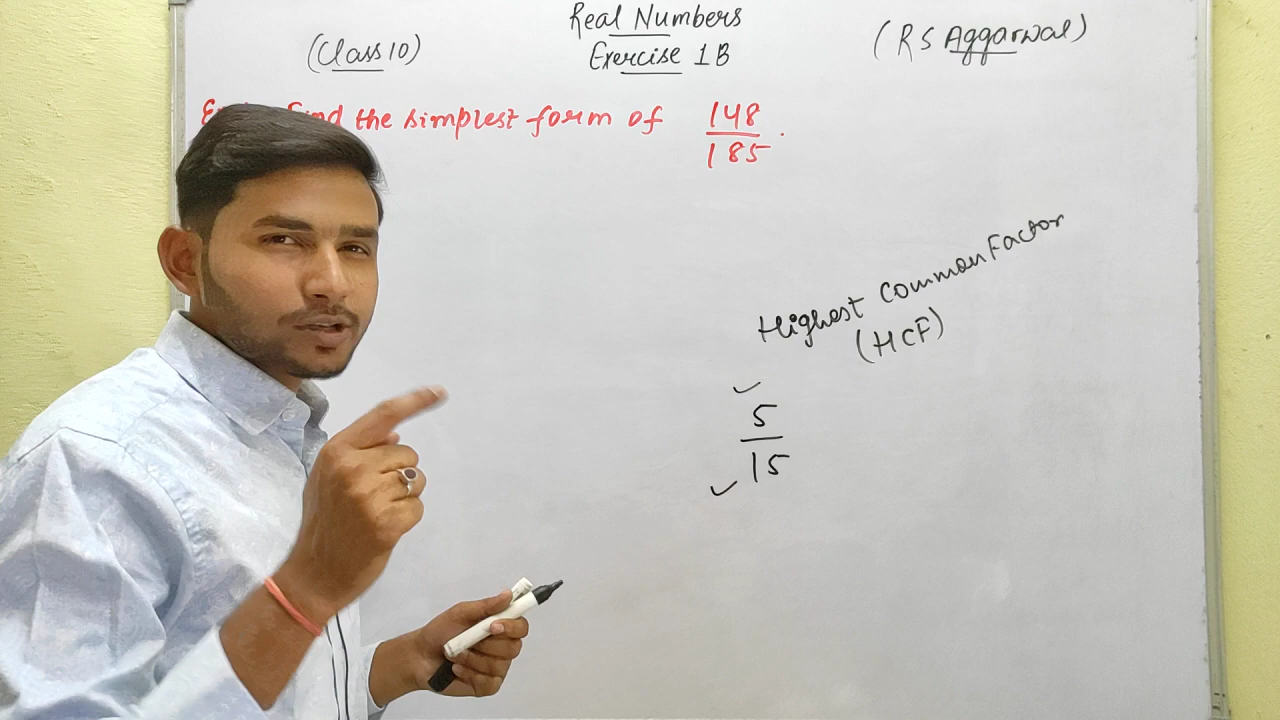 Real Numbers
(Class 10)
Exercise 1B
(RS Aggarwal)
the simplest form of 148/185.
Highest Common Factor
(HCF)
5/15